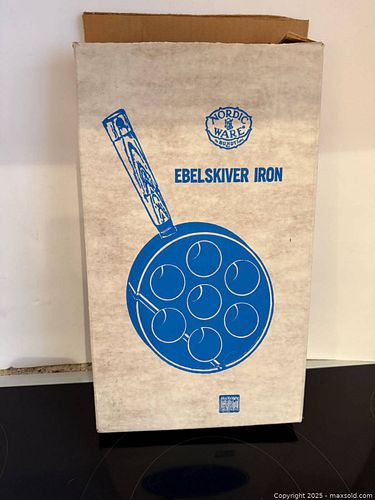 NORDIC
WARE
EBELSKIVER IRON
Copyright © 2025 - maxsold.com